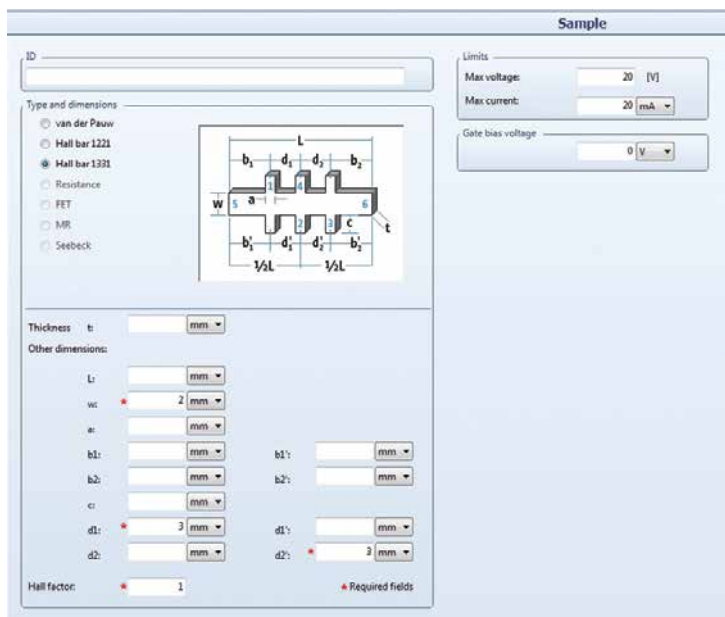 Sample
ID
Type and dimensions
van der Pauw
Hall bar 1221
Hall bar 1331
Resistance
FET
MR
Seebeck
L
b₁ d₁ d₂ b₂
1 4
w 5 a 6
2 3 c t
b'₁ d'₁ d'₂ b'₂
½L ½L
Thickness t: mm
Other dimensions:
L: mm
w: * 2 mm
a: mm
b1: mm b1': mm
b2: mm b2': mm
c: mm
d1: * 3 mm d1': mm
d2: mm d2': * 3 mm
Hall factor: * 1 * Required fields
Limits
Max voltage: 20 [V]
Max current: 20 mA
Gate bias voltage
0 V